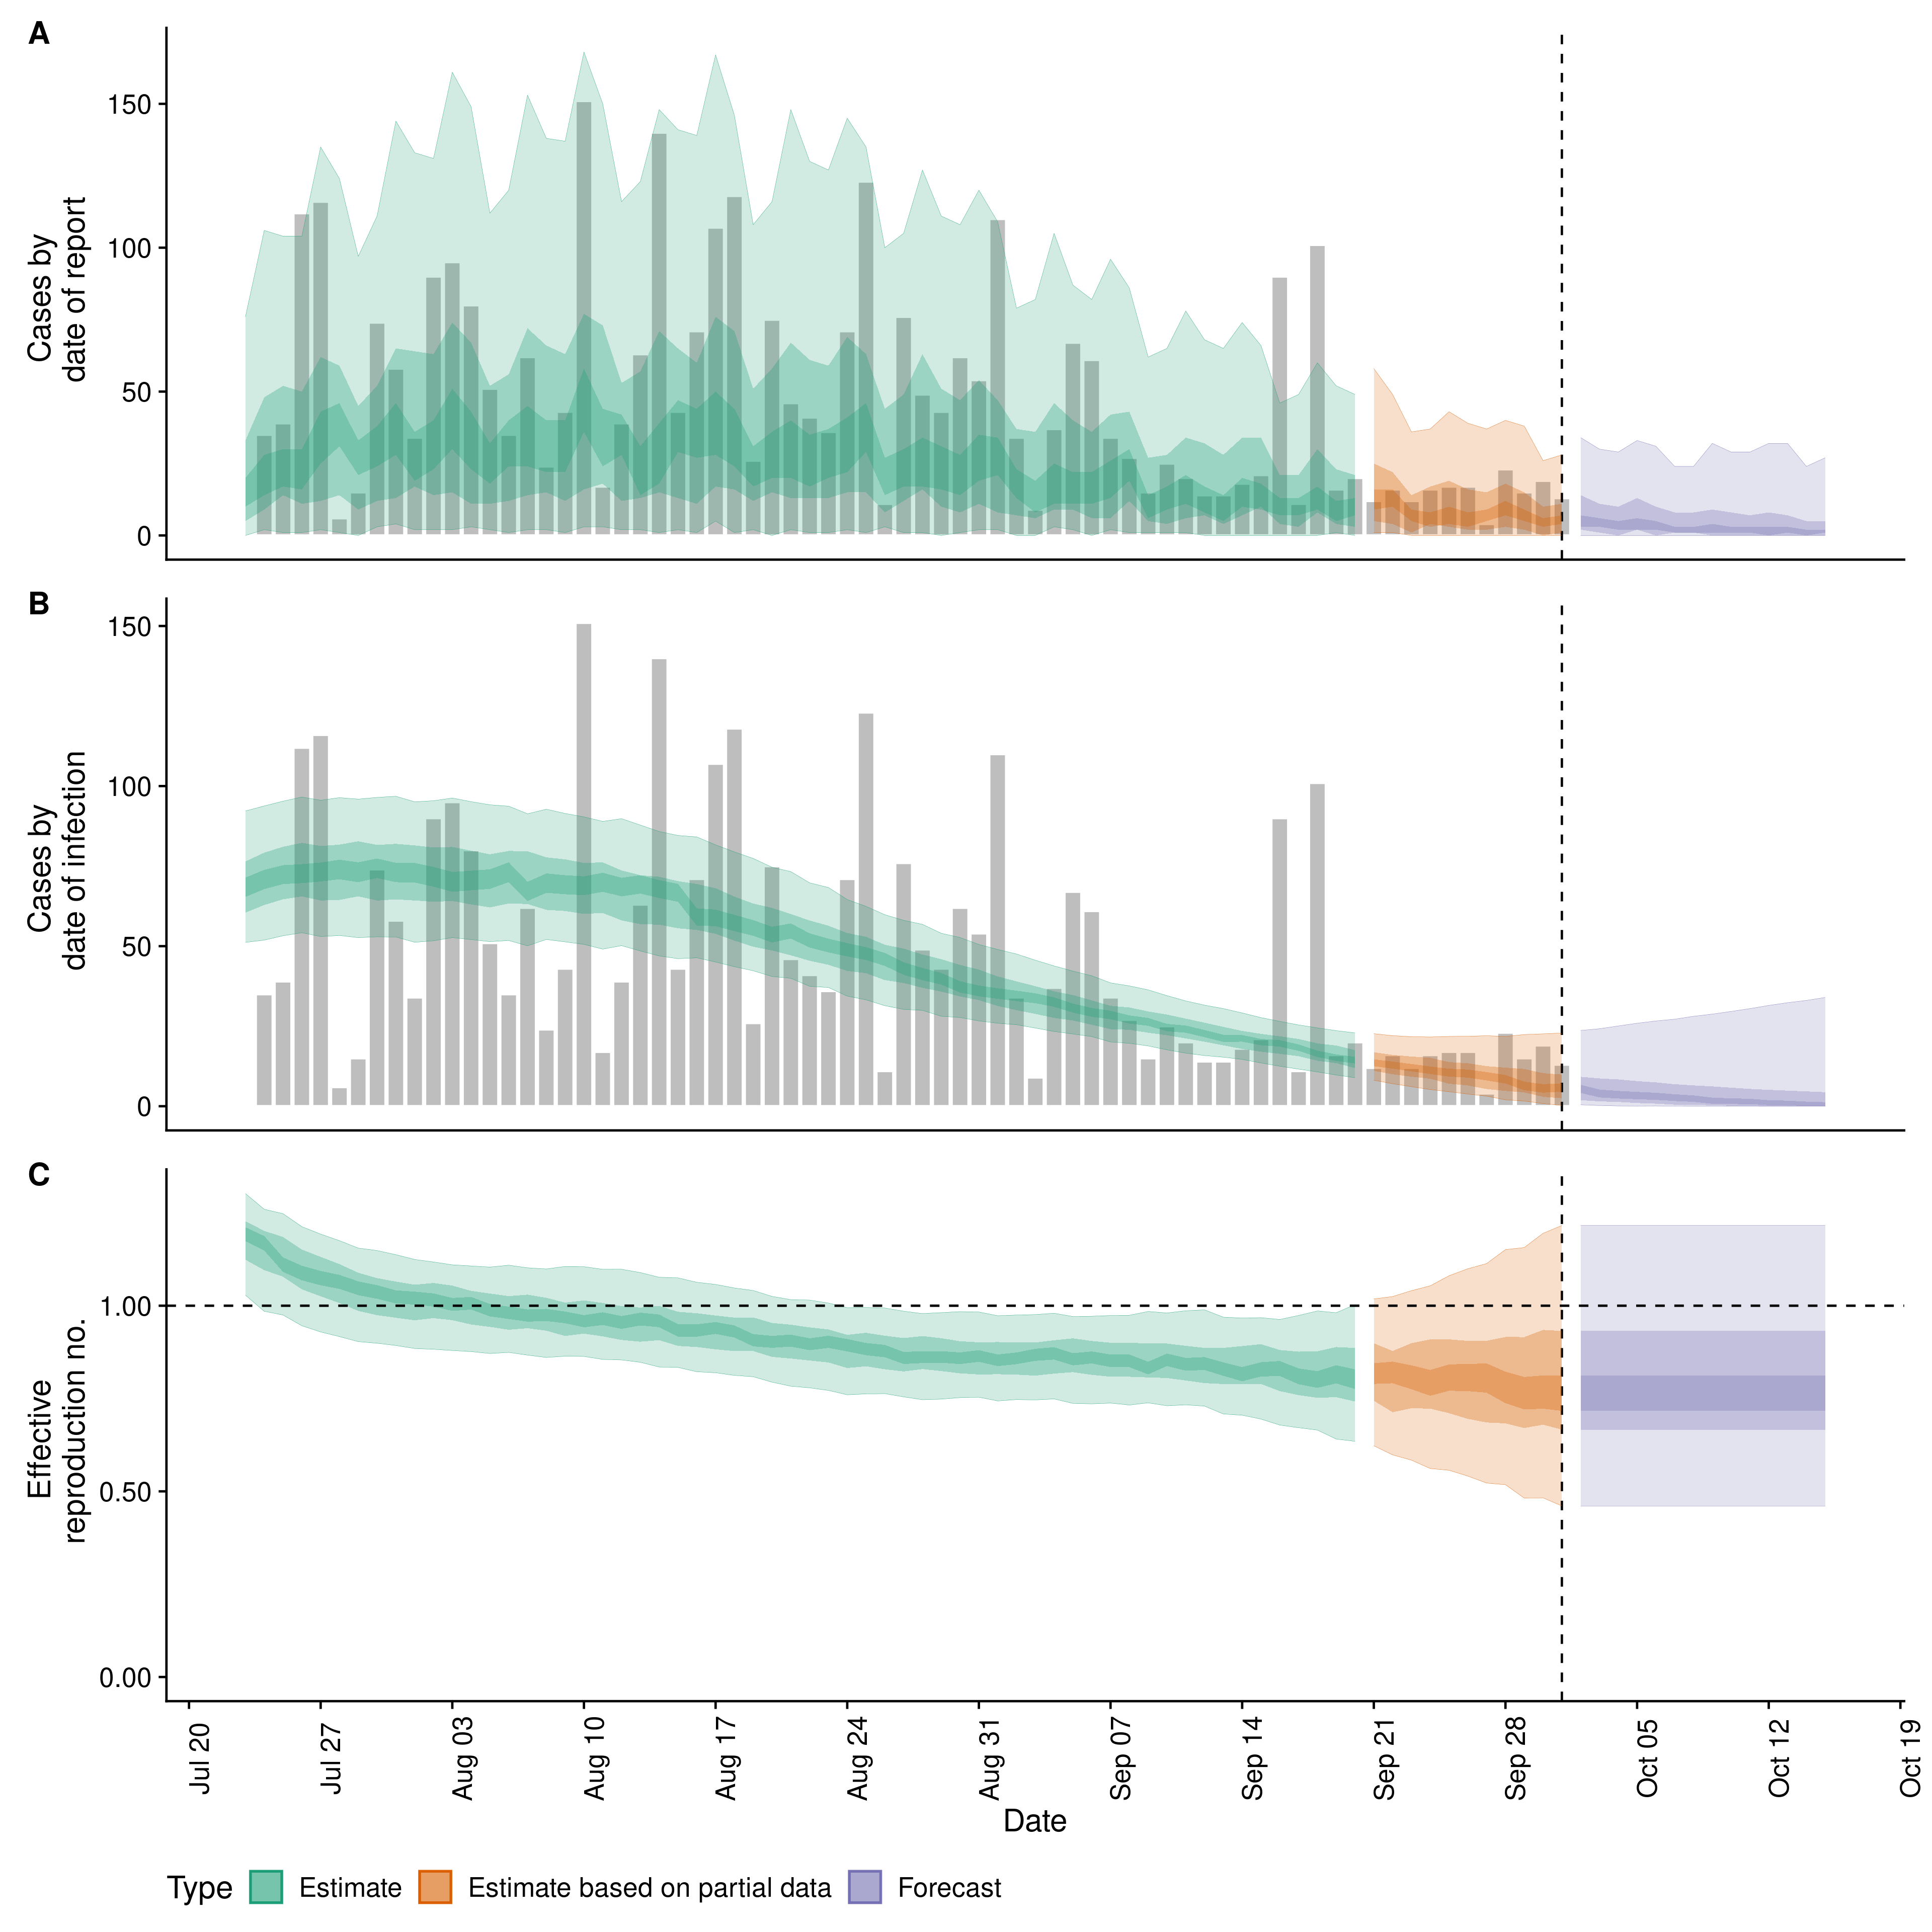 A
Cases by
date of report
150
100
50
0
B
Cases by
date of infection
150
100
50
0
C
Effective
reproduction no.
1.00
0.50
0.00
Jul 20
Jul 27
Aug 03
Aug 10
Aug 17
Aug 24
Aug 31
Sep 07
Sep 14
Sep 21
Sep 28
Oct 05
Oct 12
Oct 19
Date
Type Estimate Estimate based on partial data Forecast